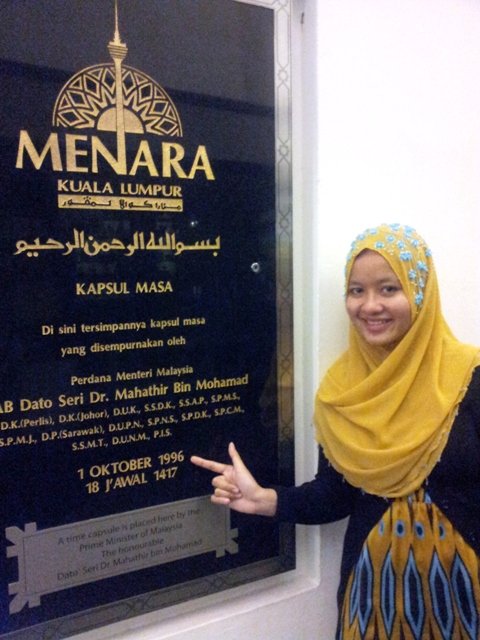 MENARA
KUALA LUMPUR
منارا كوالا لمڤور
بسم الله الرحمن الرحيم
KAPSUL MASA
Di sini tersimpannya kapsul masa
yang disempurnakan oleh
Perdana Menteri Malaysia
AB Dato Seri Dr. Mahathir Bin Mohamad
D.K.(Perlis), D.K.(Johor), D.U.K., S.S.D.K., S.S.A.P., S.P.M.S.,
S.P.M.J., D.P.(Sarawak), D.U.P.N., S.P.N.S., S.P.D.K., S.P.C.M.,
S.S.M.T., D.U.N.M., P.I.S.
1 OKTOBER 1996
18 J'AWAL 1417
A time capsule is placed here by the
Prime Minister of Malaysia
The honourable
Dato' Seri Dr Mahathir bin Mohamad